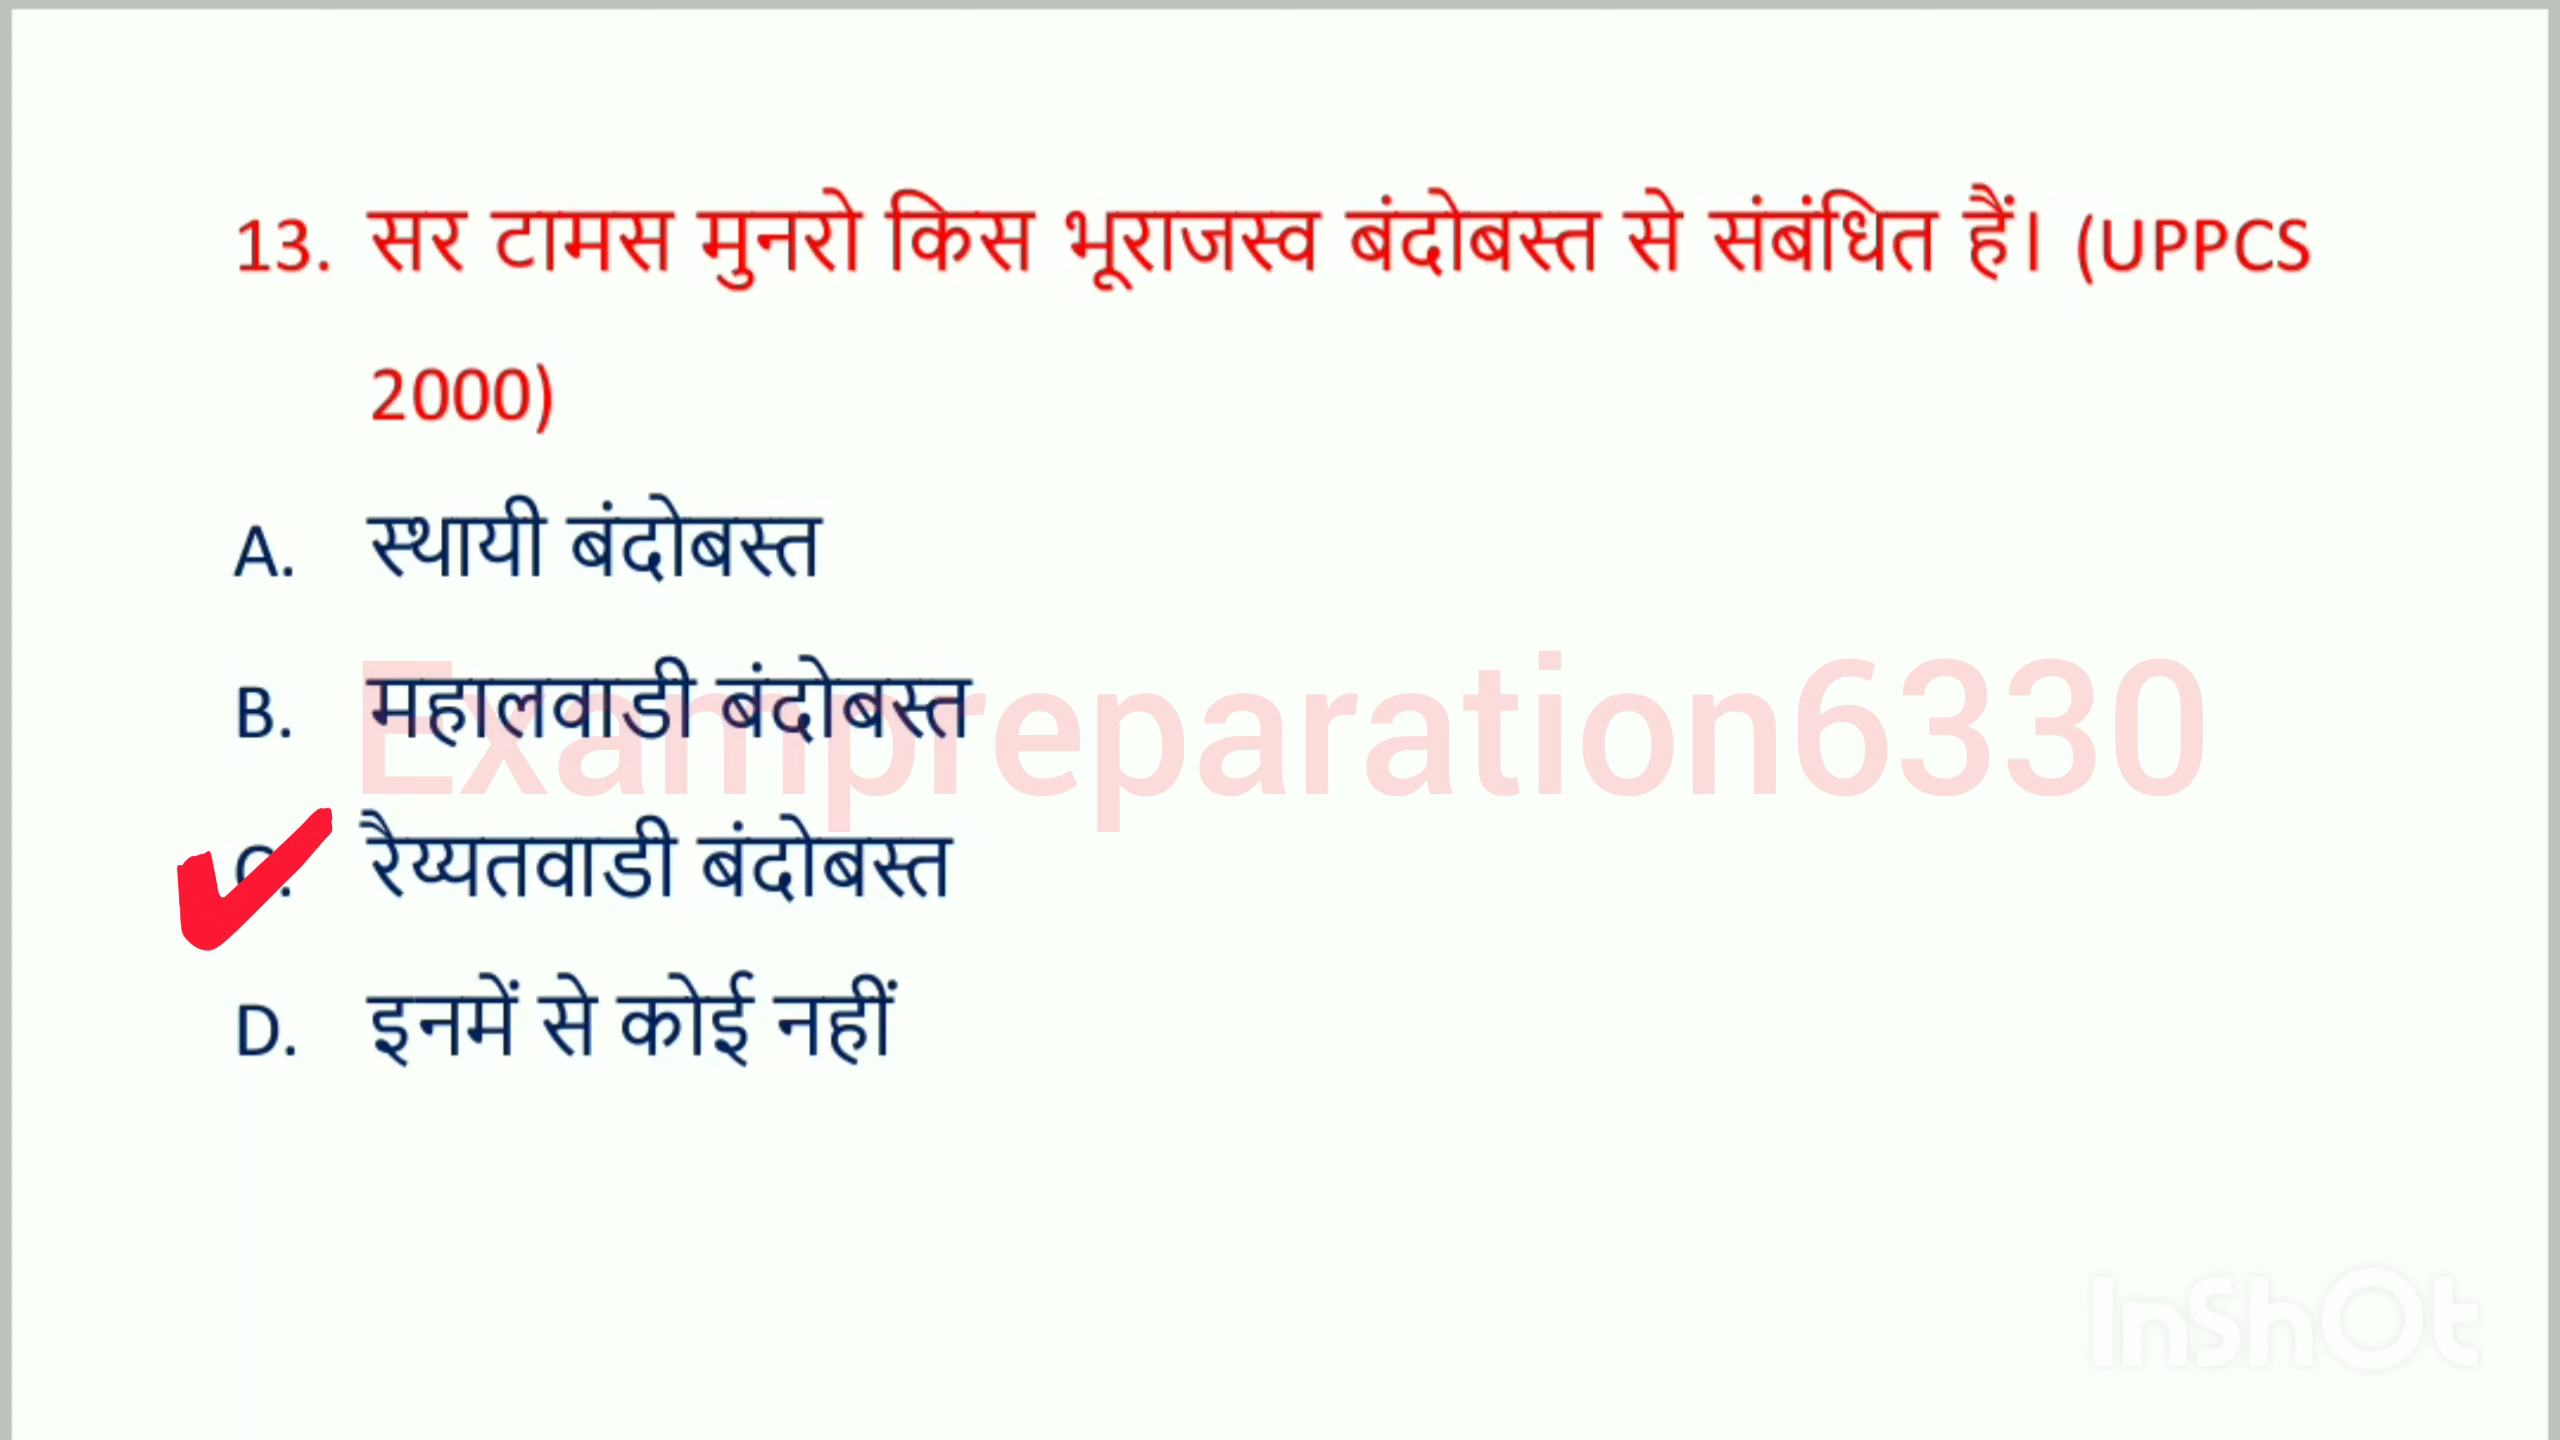 13. सर टामस मुनरो किस भूराजस्व बंदोबस्त से संबंधित हैं। (UPPCS
2000)
A. स्थायी बंदोबस्त
B. महालवाडी बंदोबस्त
Exampreparation6330
C. रैय्यतवाडी बंदोबस्त
D. इनमें से कोई नहीं
InShOt